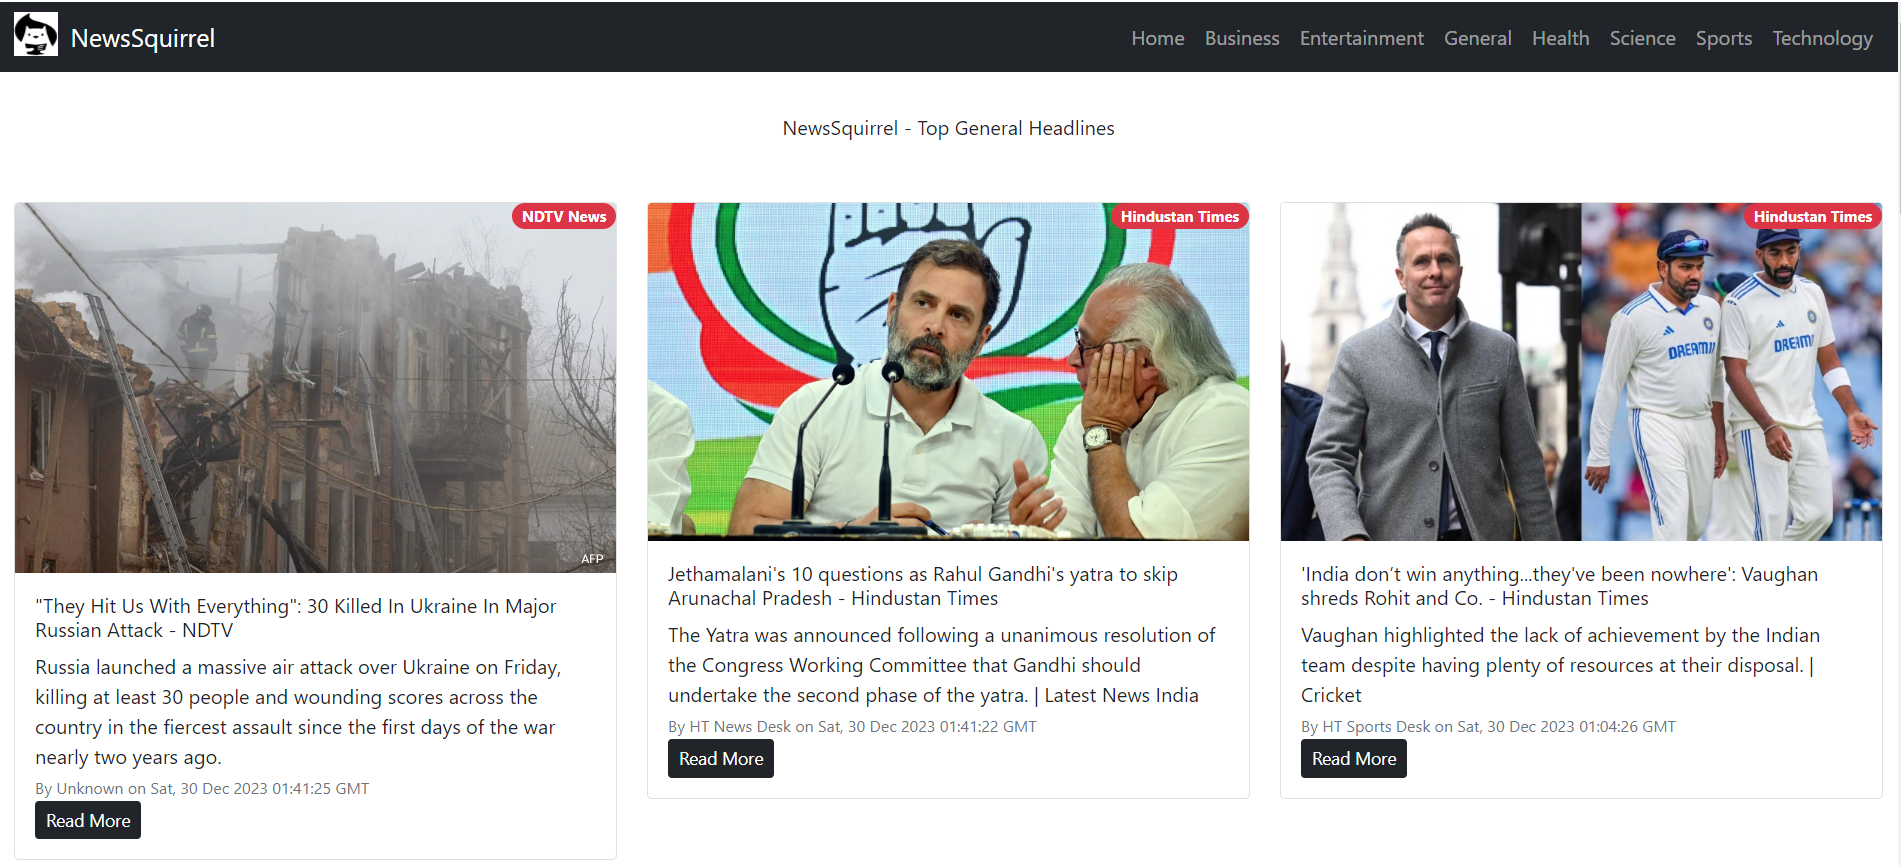 NewsSquirrel
Home Business Entertainment General Health Science Sports Technology
NewsSquirrel - Top General Headlines
NDTV News
AFP
"They Hit Us With Everything": 30 Killed In Ukraine In Major
Russian Attack - NDTV
Russia launched a massive air attack over Ukraine on Friday,
killing at least 30 people and wounding scores across the
country in the fiercest assault since the first days of the war
nearly two years ago.
By Unknown on Sat, 30 Dec 2023 01:41:25 GMT
Read More
Hindustan Times
Jethamalani's 10 questions as Rahul Gandhi's yatra to skip
Arunachal Pradesh - Hindustan Times
The Yatra was announced following a unanimous resolution of
the Congress Working Committee that Gandhi should
undertake the second phase of the yatra. | Latest News India
By HT News Desk on Sat, 30 Dec 2023 01:41:22 GMT
Read More
Hindustan Times
DREAM11
DREAM11
'India don’t win anything...they've been nowhere': Vaughan
shreds Rohit and Co. - Hindustan Times
Vaughan highlighted the lack of achievement by the Indian
team despite having plenty of resources at their disposal. |
Cricket
By HT Sports Desk on Sat, 30 Dec 2023 01:04:26 GMT
Read More